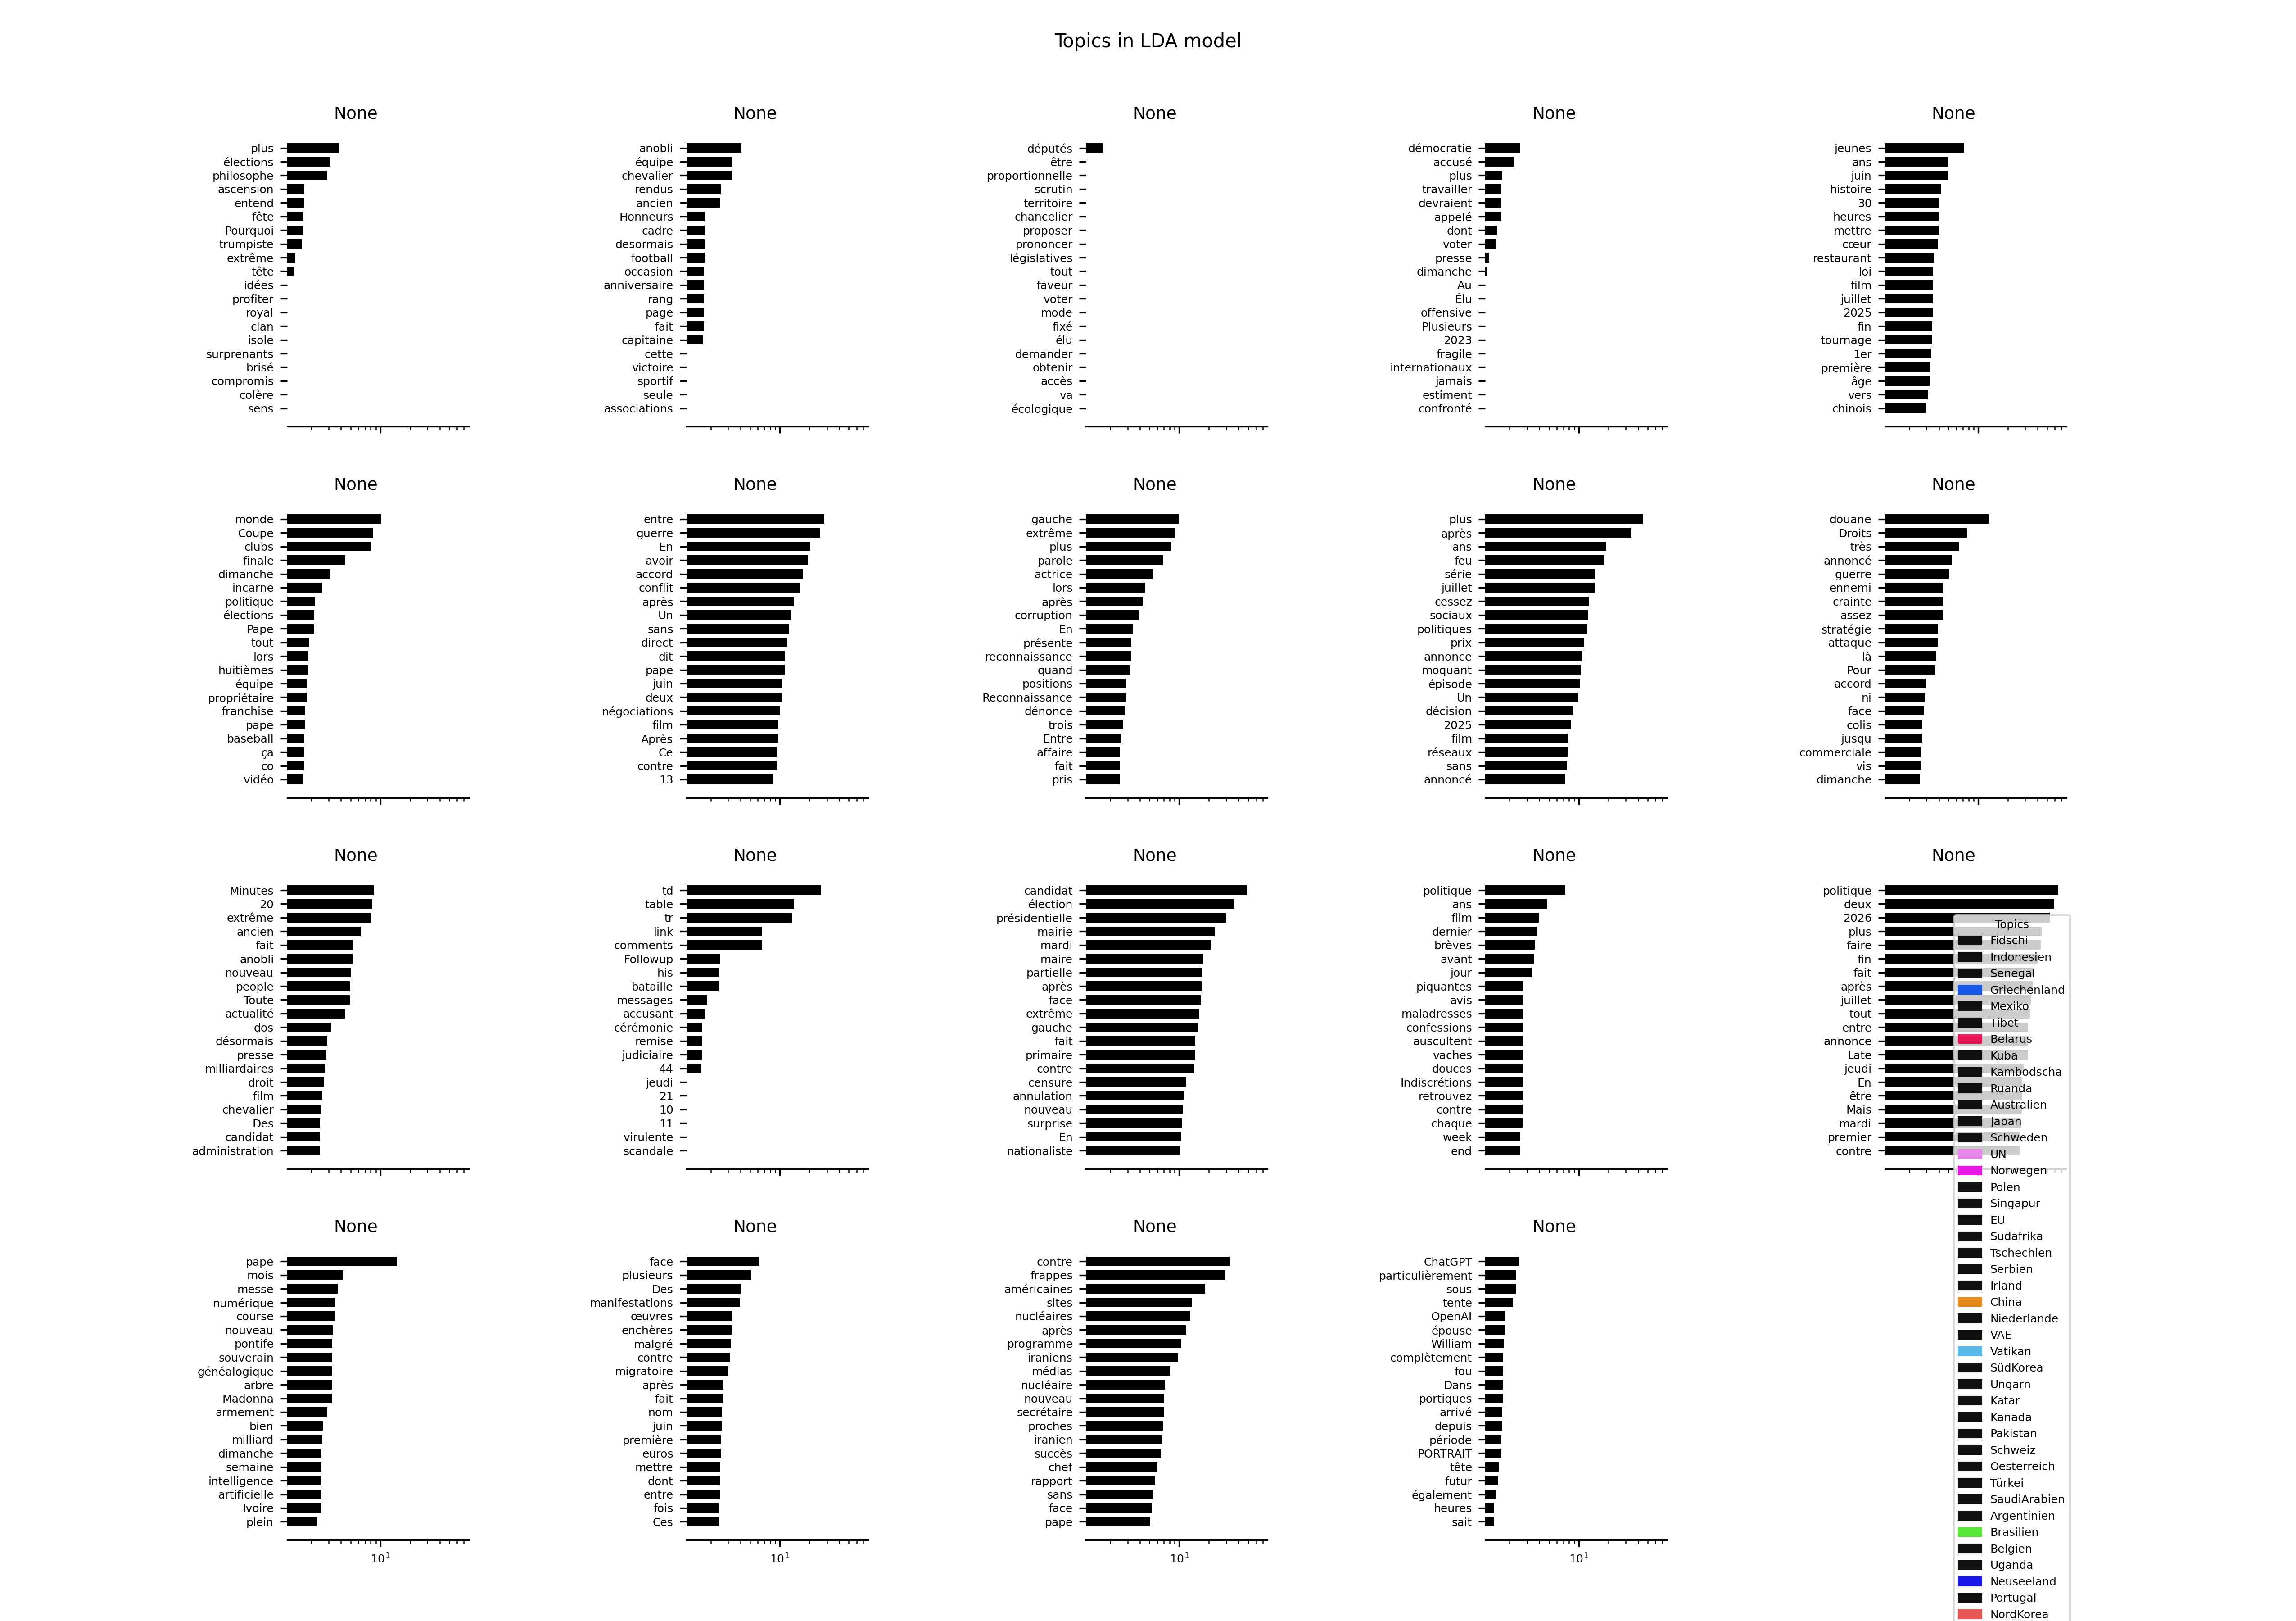 Topics in LDA model
None
plus
élections
philosophe
ascension
entend
fête
Pourquoi
trumpiste
extrême
tête
idées
profiter
royal
clan
isole
surprenants
brisé
compromis
colère
sens
None
anobli
équipe
chevalier
rendus
ancien
Honneurs
cadre
desormais
football
occasion
anniversaire
rang
page
fait
capitaine
cette
victoire
sportif
seule
associations
None
députés
être
proportionnelle
scrutin
territoire
chancelier
proposer
prononcer
législatives
tout
faveur
voter
mode
fixé
élu
demander
obtenir
accès
va
écologique
None
démocratie
accusé
plus
travailler
devraient
appelé
dont
voter
presse
dimanche
Au
Élu
offensive
Plusieurs
2023
fragile
internationaux
jamais
estiment
confronté
None
jeunes
ans
juin
histoire
30
heures
mettre
cœur
restaurant
loi
film
juillet
2025
fin
tournage
1er
première
âge
vers
chinois
None
monde
Coupe
clubs
finale
dimanche
incarne
politique
élections
Pape
tout
lors
huitièmes
équipe
propriétaire
franchise
pape
baseball
ça
co
vidéo
None
entre
guerre
En
avoir
accord
conflit
après
Un
sans
direct
dit
pape
juin
deux
négociations
film
Après
Ce
contre
13
None
gauche
extrême
plus
parole
actrice
lors
après
corruption
En
présente
reconnaissance
quand
positions
Reconnaissance
dénonce
trois
Entre
affaire
fait
pris
None
plus
après
ans
feu
série
juillet
cessez
sociaux
politiques
prix
annonce
moquant
épisode
Un
décision
2025
film
réseaux
sans
annoncé
None
douane
Droits
très
annoncé
guerre
ennemi
crainte
assez
stratégie
attaque
là
Pour
accord
ni
face
colis
jusqu
commerciale
vis
dimanche
None
Minutes
20
extrême
ancien
fait
anobli
nouveau
people
Toute
actualité
dos
désormais
presse
milliardaires
droit
film
chevalier
Des
candidat
administration
None
td
table
tr
link
comments
Followup
his
bataille
messages
accusant
cérémonie
remise
judiciaire
44
jeudi
21
10
11
virulente
scandale
None
candidat
élection
présidentielle
mairie
mardi
maire
partielle
après
face
extrême
gauche
fait
primaire
contre
censure
annulation
nouveau
surprise
En
nationaliste
None
politique
ans
film
dernier
brèves
avant
jour
piquantes
avis
maladresses
confessions
auscultent
vaches
douces
Indiscrétions
retrouvez
contre
chaque
week
end
None
politique
deux
2026
plus
faire
fin
fait
après
juillet
tout
entre
annonce
Late
jeudi
En
être
Mais
mardi
premier
contre
None
pape
mois
messe
numérique
course
nouveau
pontife
souverain
généalogique
arbre
Madonna
armement
bien
milliard
dimanche
semaine
intelligence
artificielle
Ivoire
plein
10¹
None
face
plusieurs
Des
manifestations
œuvres
enchères
malgré
contre
migratoire
après
fait
nom
juin
première
euros
mettre
dont
entre
fois
Ces
10¹
None
contre
frappes
américaines
sites
nucléaires
après
programme
iraniens
médias
nucléaire
nouveau
secrétaire
proches
iranien
succès
chef
rapport
sans
face
pape
10¹
None
ChatGPT
particulièrement
sous
tente
OpenAI
épouse
William
complètement
fou
Dans
portiques
arrivé
depuis
période
PORTRAIT
tête
futur
également
heures
sait
10¹
Topics
Fidschi
Indonesien
Senegal
Griechenland
Mexiko
Tibet
Belarus
Kuba
Kambodscha
Ruanda
Australien
Japan
Schweden
UN
Norwegen
Polen
Singapur
EU
Südafrika
Tschechien
Serbien
Irland
China
Niederlande
VAE
Vatikan
SüdKorea
Ungarn
Katar
Kanada
Pakistan
Schweiz
Oesterreich
Türkei
SaudiArabien
Argentinien
Brasilien
Belgien
Uganda
Neuseeland
Portugal
NordKorea